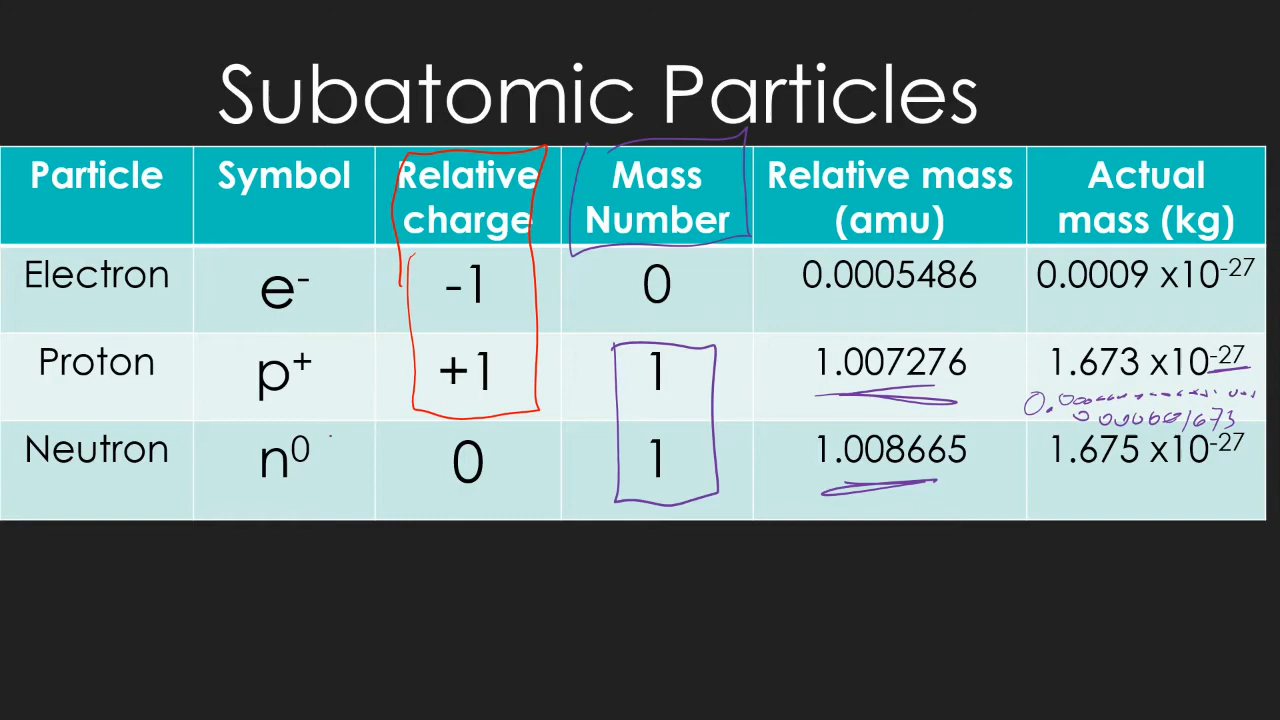 Subatomic Particles
Particle Symbol Relative charge Mass Number Relative mass (amu) Actual mass (kg)
Electron e⁻ -1 0 0.0005486 0.0009 x10⁻²⁷
Proton p⁺ +1 1 1.007276 1.673 x10⁻²⁷
Neutron n⁰ 0 1 1.008665 1.675 x10⁻²⁷